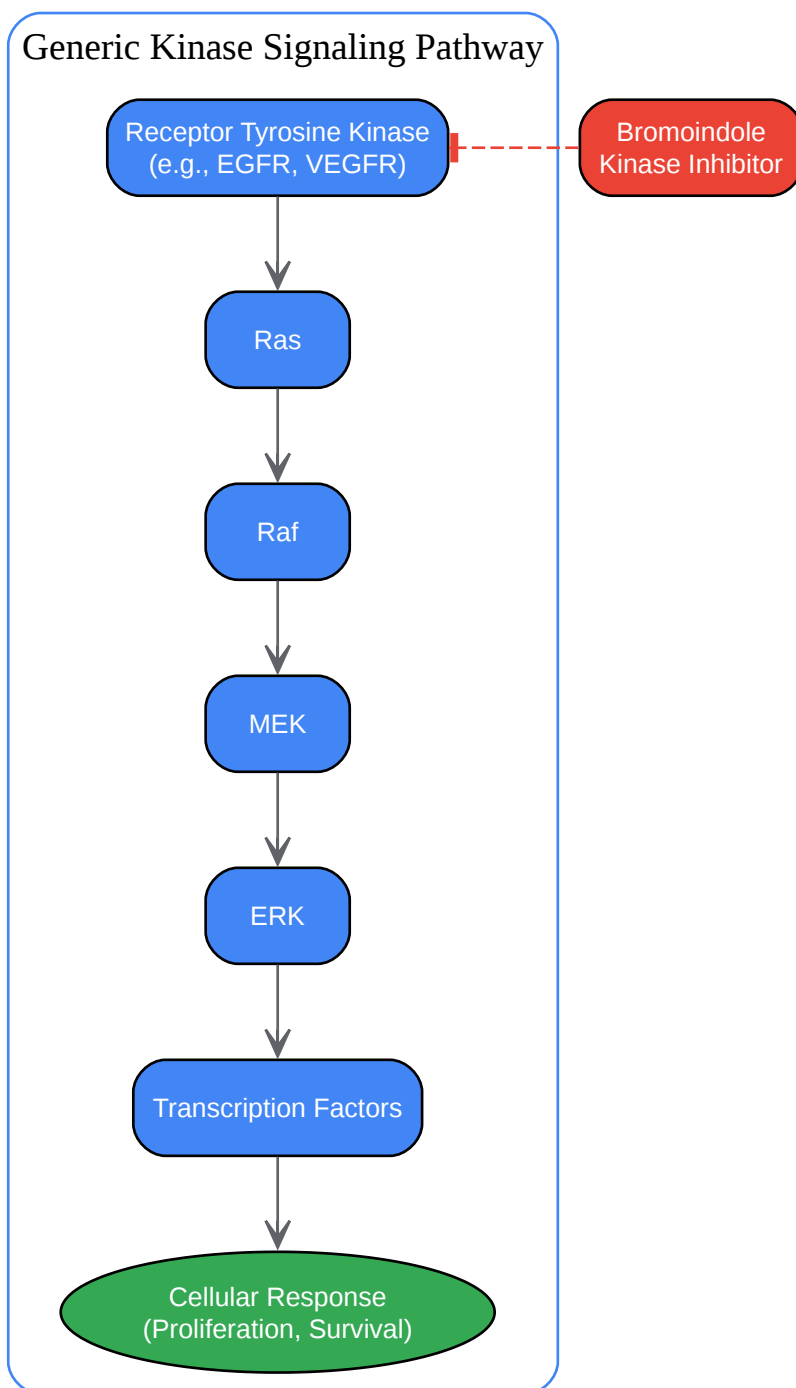 Generic Kinase Signaling Pathway
Receptor Tyrosine Kinase
(e.g., EGFR, VEGFR)
Bromoindole
Kinase Inhibitor
Ras
Raf
MEK
ERK
Transcription Factors
Cellular Response
(Proliferation, Survival)